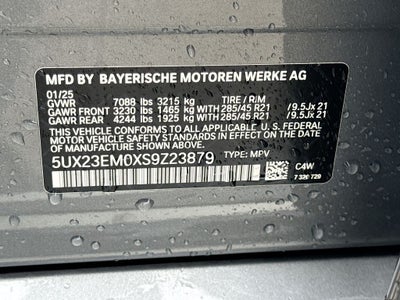 MFD BY BAYERISCHE MOTOREN WERKE AG
01/25
GVWR 7088 lbs 3215 kg TIRE / RIM
GAWR FRONT 3230 lbs 1465 kg WITH 285/45 R21 /9.5Jx 21
GAWR REAR 4244 lbs 1925 kg WITH 285/45 R21 /9.5Jx 21
THIS VEHICLE CONFORMS TO ALL APPLICABLE U.S. FEDERAL
MOTOR VEHICLE SAFETY STANDARDS IN EFFECT ON THE
DATE OF MANUFACTURE SHOWN ABOVE.
5UX23EM0XS9Z23879 TYPE: MPV
C4W
7 320 729